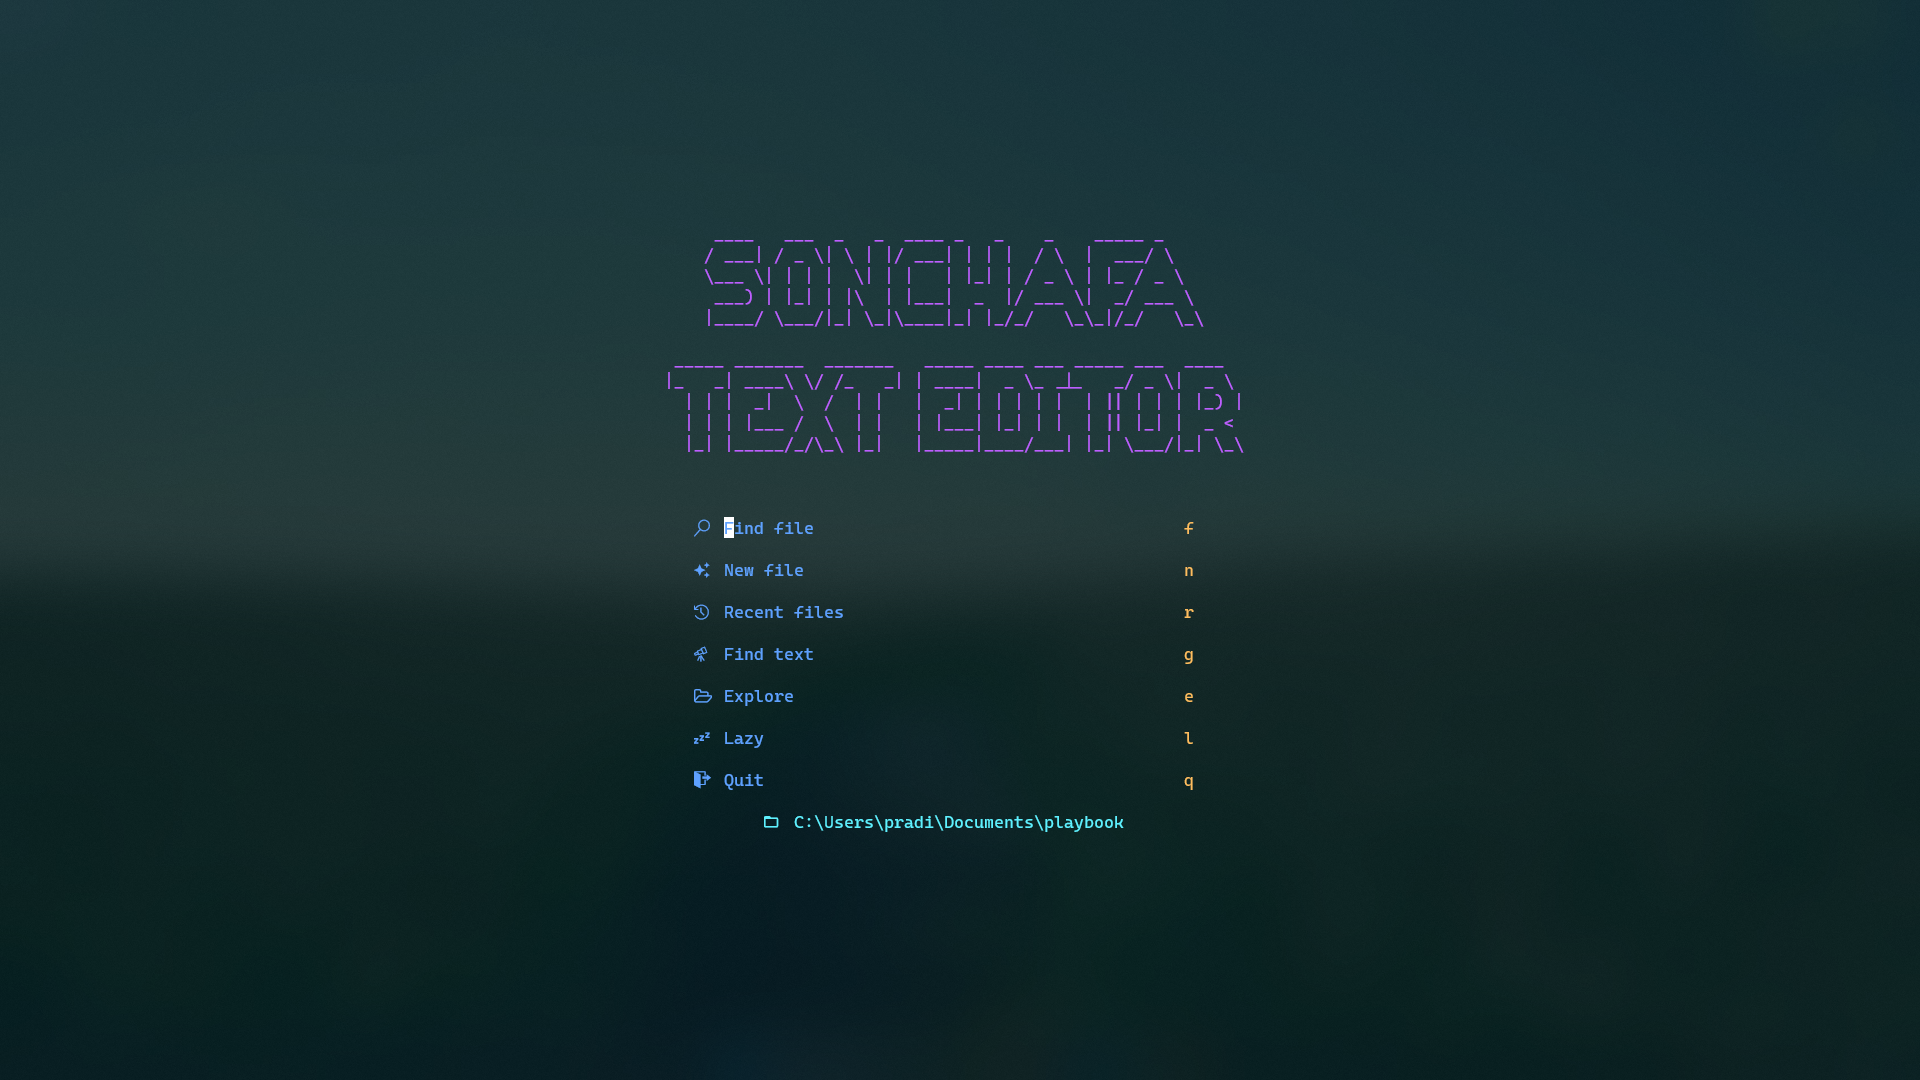 SONCHAFA
TEXT EDITOR
Find file f
New file n
Recent files r
Find text g
Explore e
Lazy l
Quit q
C:\Users\pradi\Documents\playbook